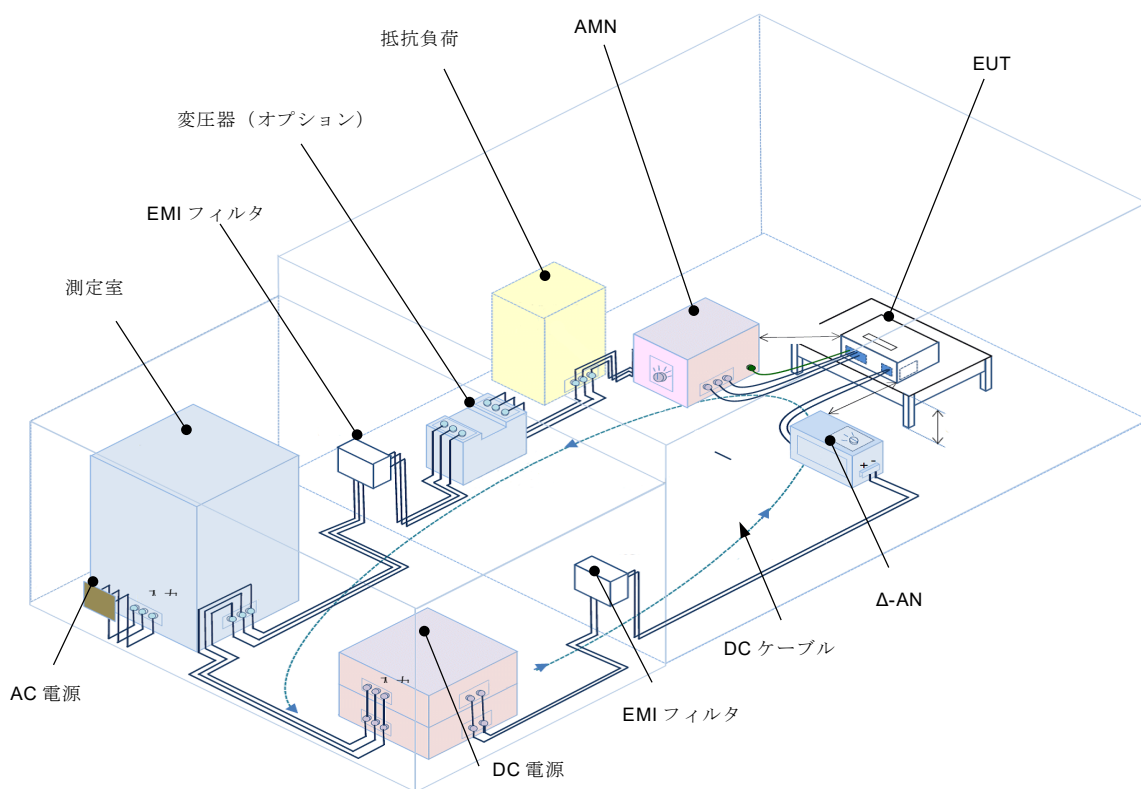 AMN
抵抗負荷
EUT
変圧器（オプション）
EMI フィルタ
測定室
+ -
Δ-AN
DC ケーブル
AC 電源
EMI フィルタ
DC 電源